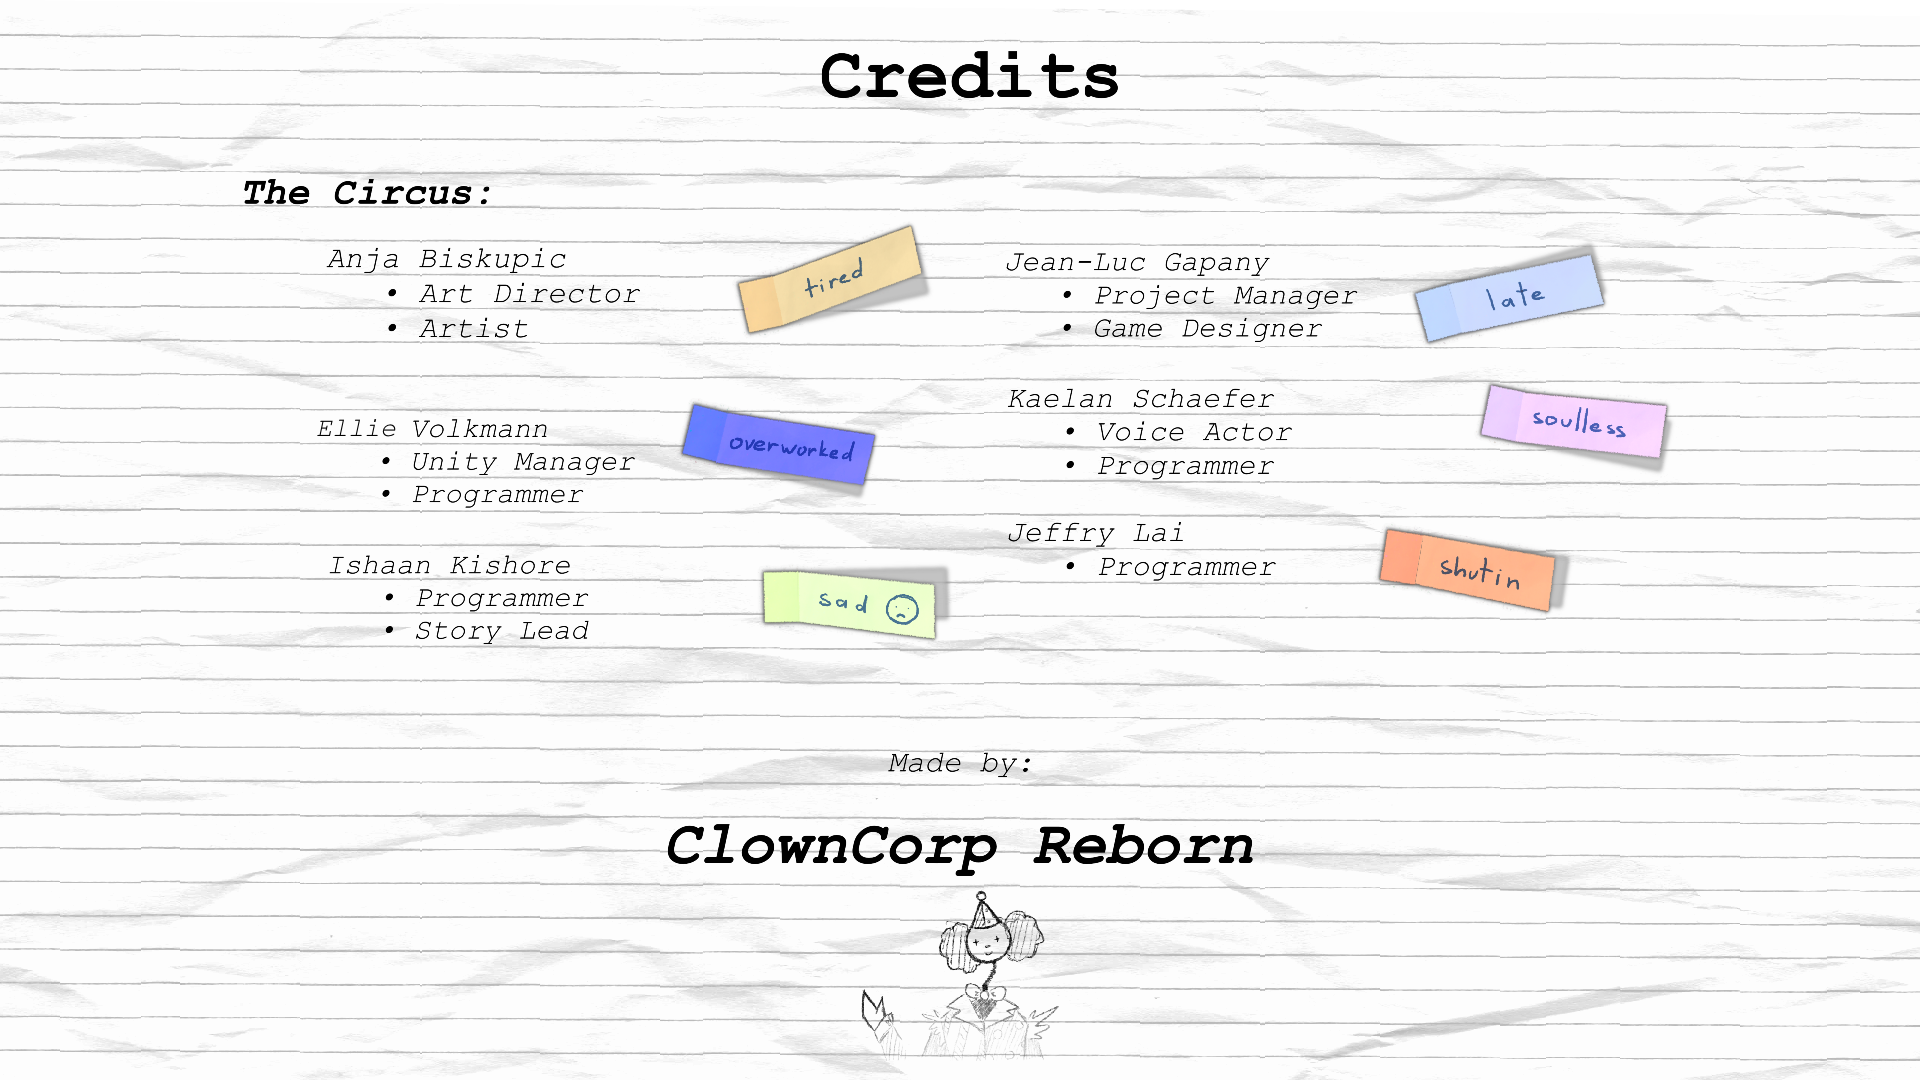 Credits
The Circus:
Anja Biskupic
• Art Director
• Artist
tired
Ellie Volkmann
• Unity Manager
• Programmer
overworked
Ishaan Kishore
• Programmer
• Story Lead
sad
Jean-Luc Gapany
• Project Manager
• Game Designer
late
Kaelan Schaefer
• Voice Actor
• Programmer
soulless
Jeffry Lai
• Programmer
shutin
Made by:
ClownCorp Reborn